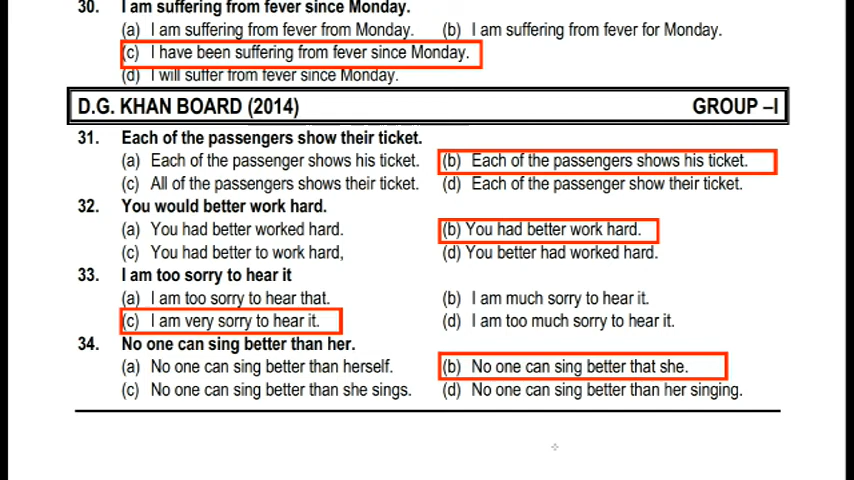 30. I am suffering from fever since Monday.
(a) I am suffering from fever from Monday. (b) I am suffering from fever for Monday.
(c) I have been suffering from fever since Monday.
(d) I will suffer from fever since Monday.
D.G. KHAN BOARD (2014) GROUP –I
31. Each of the passengers show their ticket.
(a) Each of the passenger shows his ticket. (b) Each of the passengers shows his ticket.
(c) All of the passengers shows their ticket. (d) Each of the passenger show their ticket.
32. You would better work hard.
(a) You had better worked hard. (b) You had better work hard.
(c) You had better to work hard, (d) You better had worked hard.
33. I am too sorry to hear it
(a) I am too sorry to hear that. (b) I am much sorry to hear it.
(c) I am very sorry to hear it. (d) I am too much sorry to hear it.
34. No one can sing better than her.
(a) No one can sing better than herself. (b) No one can sing better that she.
(c) No one can sing better than she sings. (d) No one can sing better than her singing.